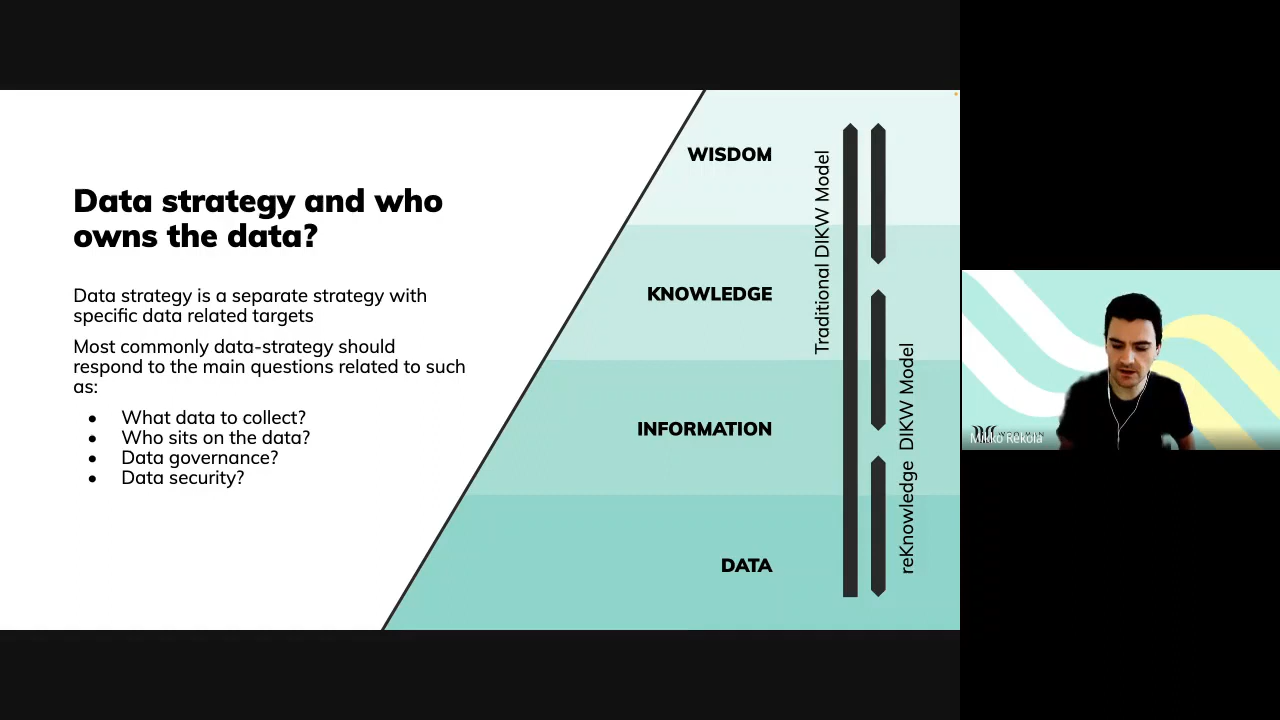 Data strategy and who
owns the data?
Data strategy is a separate strategy with
specific data related targets
Most commonly data-strategy should
respond to the main questions related to such
as:
● What data to collect?
● Who sits on the data?
● Data governance?
● Data security?
WISDOM
KNOWLEDGE
INFORMATION
DATA
Traditional DIKW Model
reKnowledge DIKW Model
Mikko Rekola